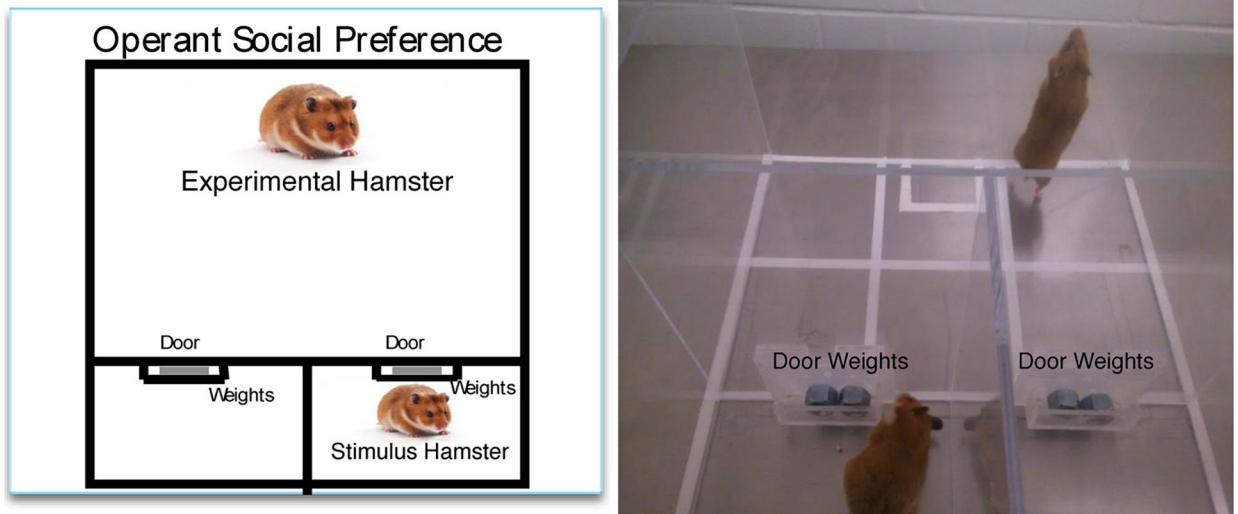 Operant Social Preference
Experimental Hamster
Door
Door
Weights
Weights
Stimulus Hamster
Door Weights
Door Weights